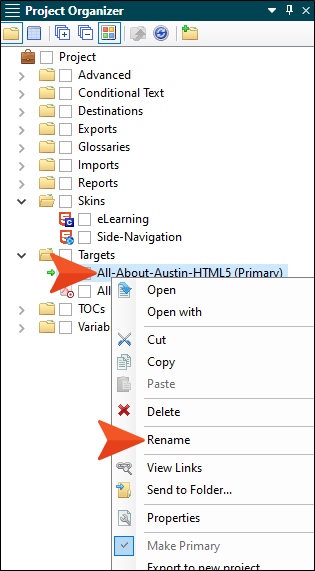 Project Organizer
Project
Advanced
Conditional Text
Destinations
Exports
Glossaries
Imports
Reports
Skins
eLearning
Side-Navigation
Targets
All-About-Austin-HTML5 (Primary)
All
TOCs
Variab
Open
Open with
Cut
Copy
Paste
Delete
Rename
View Links
Send to Folder...
Properties
Make Primary
Export to new project